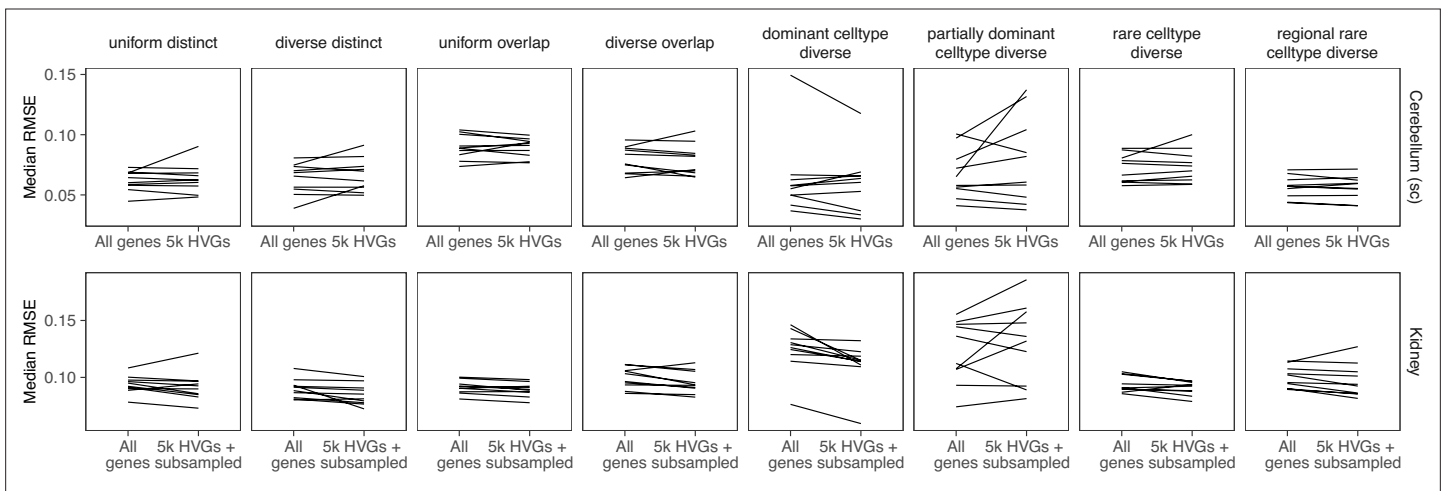 uniform distinct
diverse distinct
uniform overlap
diverse overlap
dominant celltype
diverse
partially dominant
celltype diverse
rare celltype
diverse
regional rare
celltype diverse
Median RMSE
0.15
0.10
0.05
Cerebellum (sc)
All genes 5k HVGs
All genes 5k HVGs
All genes 5k HVGs
All genes 5k HVGs
All genes 5k HVGs
All genes 5k HVGs
All genes 5k HVGs
All genes 5k HVGs
Median RMSE
0.15
0.10
Kidney
All 5k HVGs +
genes subsampled
All 5k HVGs +
genes subsampled
All 5k HVGs +
genes subsampled
All 5k HVGs +
genes subsampled
All 5k HVGs +
genes subsampled
All 5k HVGs +
genes subsampled
All 5k HVGs +
genes subsampled
All 5k HVGs +
genes subsampled